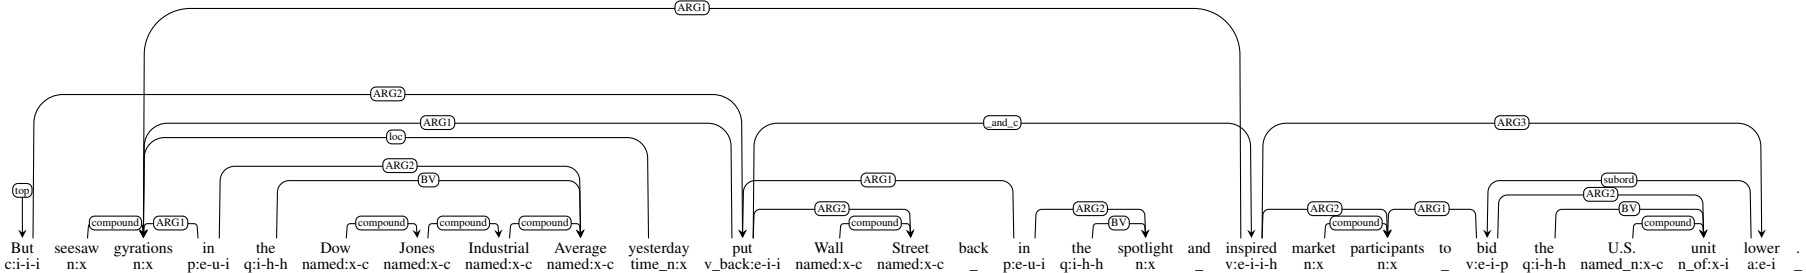 ARG1
ARG2
ARG1 _and_c ARG3
loc
ARG2
BV ARG1 subord
top ARG2
ARG2 ARG2 ARG2 ARG1 BV
compound ARG1 compound compound compound compound BV compound compound
But seesaw gyrations in the Dow Jones Industrial Average yesterday put Wall Street back in the spotlight and inspired market participants to bid the U.S. unit lower .
c:i-i-i n:x n:x p:e-u-i q:i-h-h named:x-c named:x-c named:x-c named:x-c time_n:x v_back:e-i-i named:x-c named:x-c _ p:e-u-i q:i-h-h n:x _ v:e-i-i-h n:x n:x _ v:e-i-p q:i-h-h named_n:x-c n_of:x-i a:e-i _